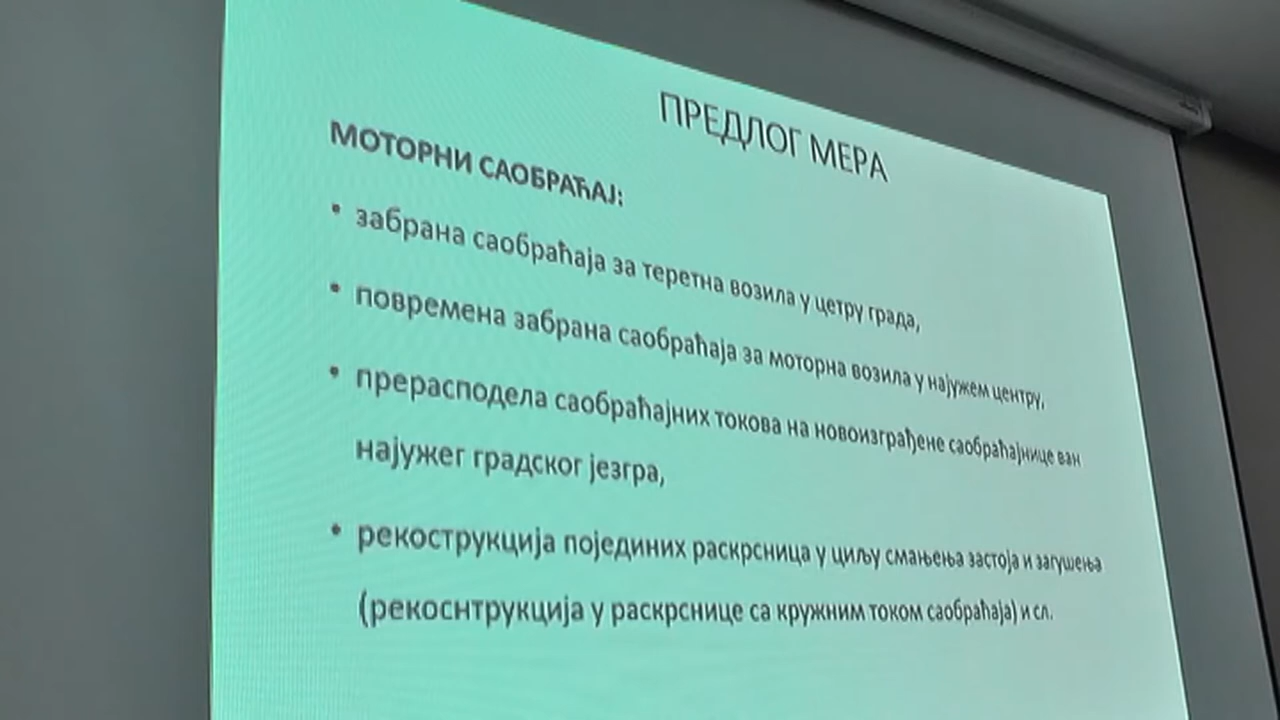 ПРЕДЛОГ МЕРА
МОТОРНИ САОБРАЋАЈ:
• забрана саобраћаја за теретна возила у цетру града,
• повремена забрана саобраћаја за моторна возила у најужем центру,
• прерасподела саобраћајних токова на новоизграђене саобраћајнице ван
најужег градског језгра,
• рекострукција појединих раскрсница у циљу смањења застоја и загушења
(рекоснтрукција у раскрснице са кружним током саобраћаја) и сл.